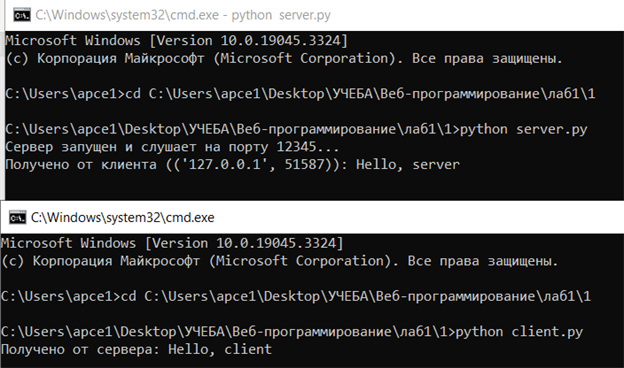 C:\Windows\system32\cmd.exe - python  server.py
Microsoft Windows [Version 10.0.19045.3324]
(c) Корпорация Майкрософт (Microsoft Corporation). Все права защищены.
C:\Users\apce1>cd C:\Users\apce1\Desktop\УЧЕБА\Веб-программирование\лаб1\1
C:\Users\apce1\Desktop\УЧЕБА\Веб-программирование\лаб1\1>python server.py
Сервер запущен и слушает на порту 12345...
Получено от клиента (('127.0.0.1', 51587)): Hello, server
C:\Windows\system32\cmd.exe
Microsoft Windows [Version 10.0.19045.3324]
(c) Корпорация Майкрософт (Microsoft Corporation). Все права защищены.
C:\Users\apce1>cd C:\Users\apce1\Desktop\УЧЕБА\Веб-программирование\лаб1\1
C:\Users\apce1\Desktop\УЧЕБА\Веб-программирование\лаб1\1>python client.py
Получено от сервера: Hello, client